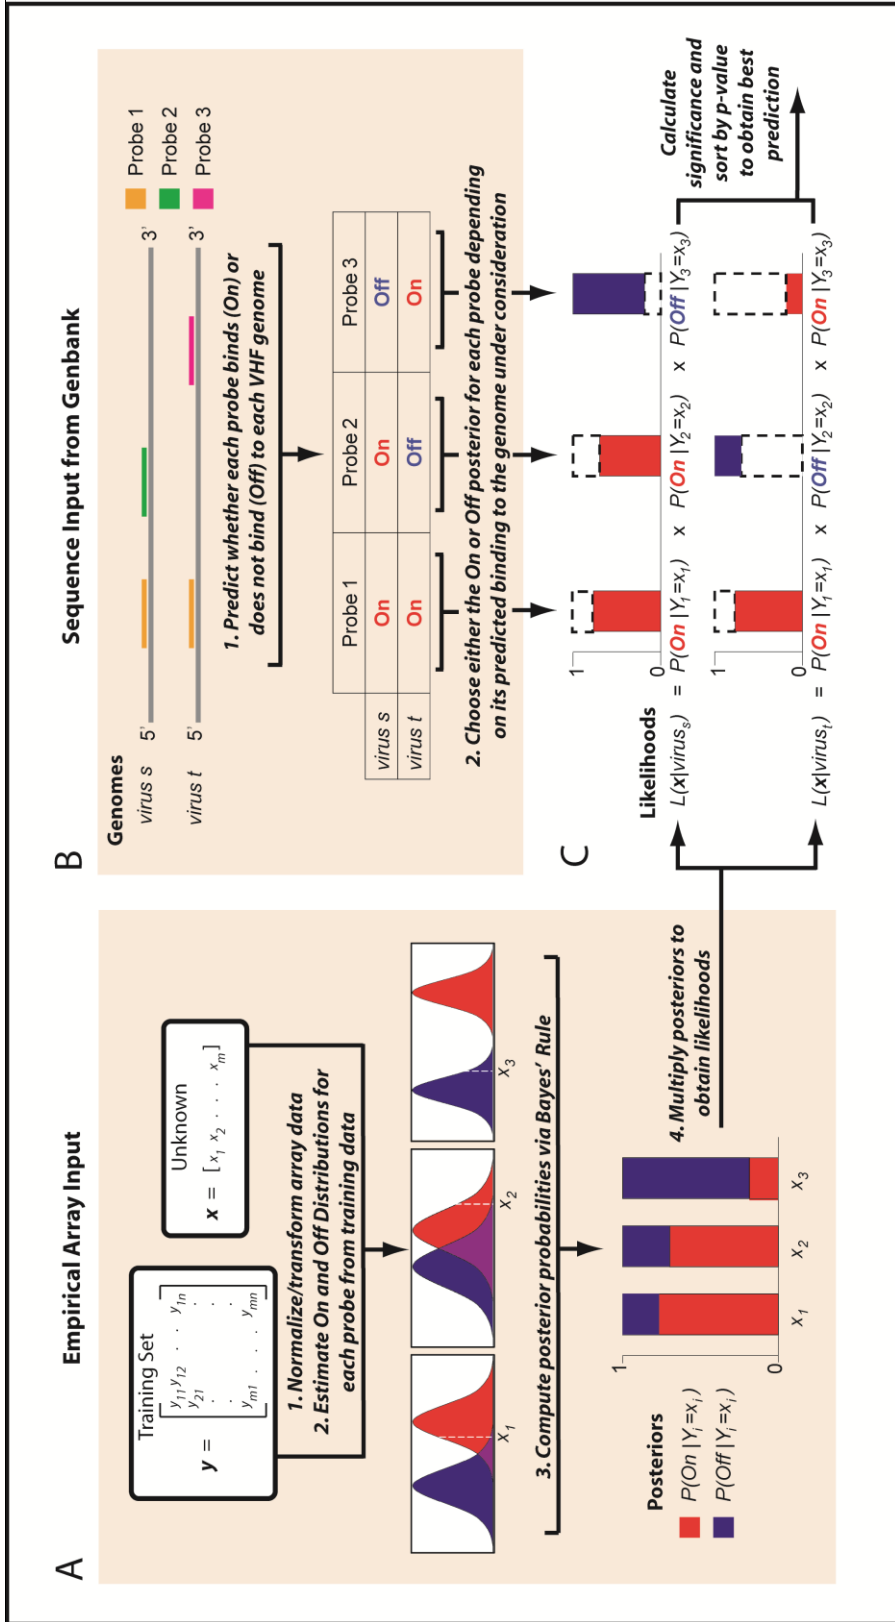 A
Empirical Array Input
Training Set
y =
y11 y12 . . y1n
y21 .
. .
. .
ym1 . . . ymn
Unknown
x = [ x1 x2 . . . xm ]
1. Normalize/transform array data
2. Estimate On and Off Distributions for
each probe from training data
x1
x2
x3
3. Compute posterior probabilities via Bayes’ Rule
Posteriors
P(On |Yi=xi)
P(Off |Yi=xi)
1
0
x1
x2
x3
4. Multiply posteriors to
obtain likelihoods
B
Sequence Input from Genbank
Genomes
virus s 5' 3'
virus t 5' 3'
Probe 1
Probe 2
Probe 3
1. Predict whether each probe binds (On) or
does not bind (Off) to each VHF genome
Probe 1 Probe 2 Probe 3
virus s On On Off
virus t On Off On
2. Choose either the On or Off posterior for each probe depending
on its predicted binding to the genome under consideration
C
Likelihoods
1
0
L(x|viruss) = P(On |Y1=x1) x P(On |Y2=x2) x P(Off |Y3=x3)
1
0
L(x|virust) = P(On |Y1=x1) x P(Off |Y2=x2) x P(On |Y3=x3)
Calculate
significance and
sort by p-value
to obtain best
prediction